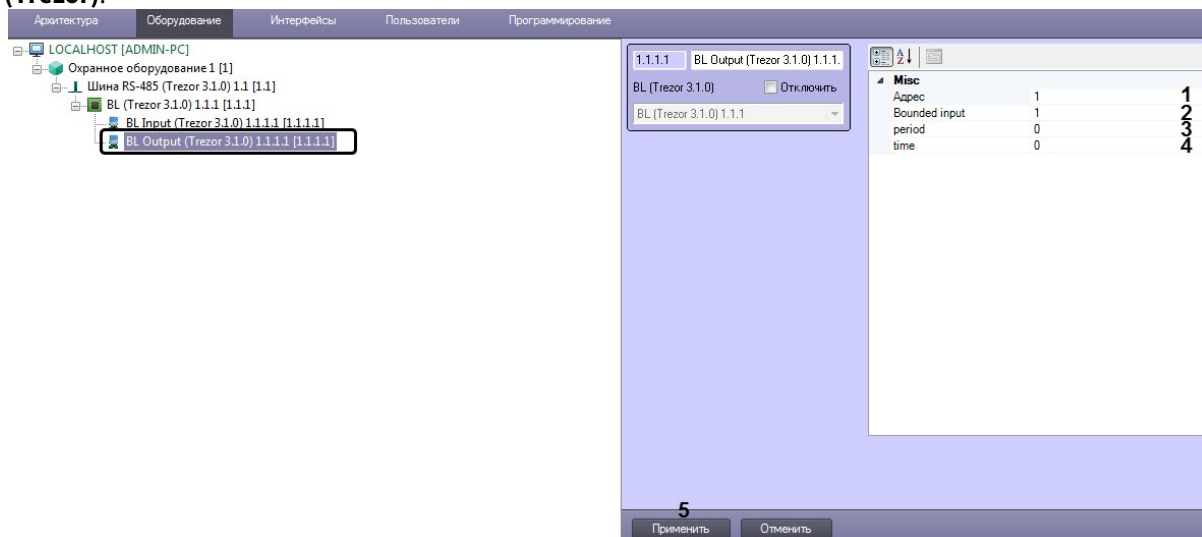 (Trezor).
Архитектура Оборудование Интерфейсы Пользователи Программирование
LOCALHOST [ADMIN-PC]
Охранное оборудование 1 [1]
Шина RS-485 (Trezor 3.1.0) 1.1 [1.1]
BL (Trezor 3.1.0) 1.1.1 [1.1.1]
BL Input (Trezor 3.1.0) 1.1.1.1 [1.1.1.1]
BL Output (Trezor 3.1.0) 1.1.1.1 [1.1.1.1]
1.1.1.1 BL Output (Trezor 3.1.0) 1.1.1.
BL (Trezor 3.1.0) Отключить
BL (Trezor 3.1.0) 1.1.1
Misc
Адрес 1 1
Bounded input 1 2
period 0 3
time 0 4
5
Применить Отменить